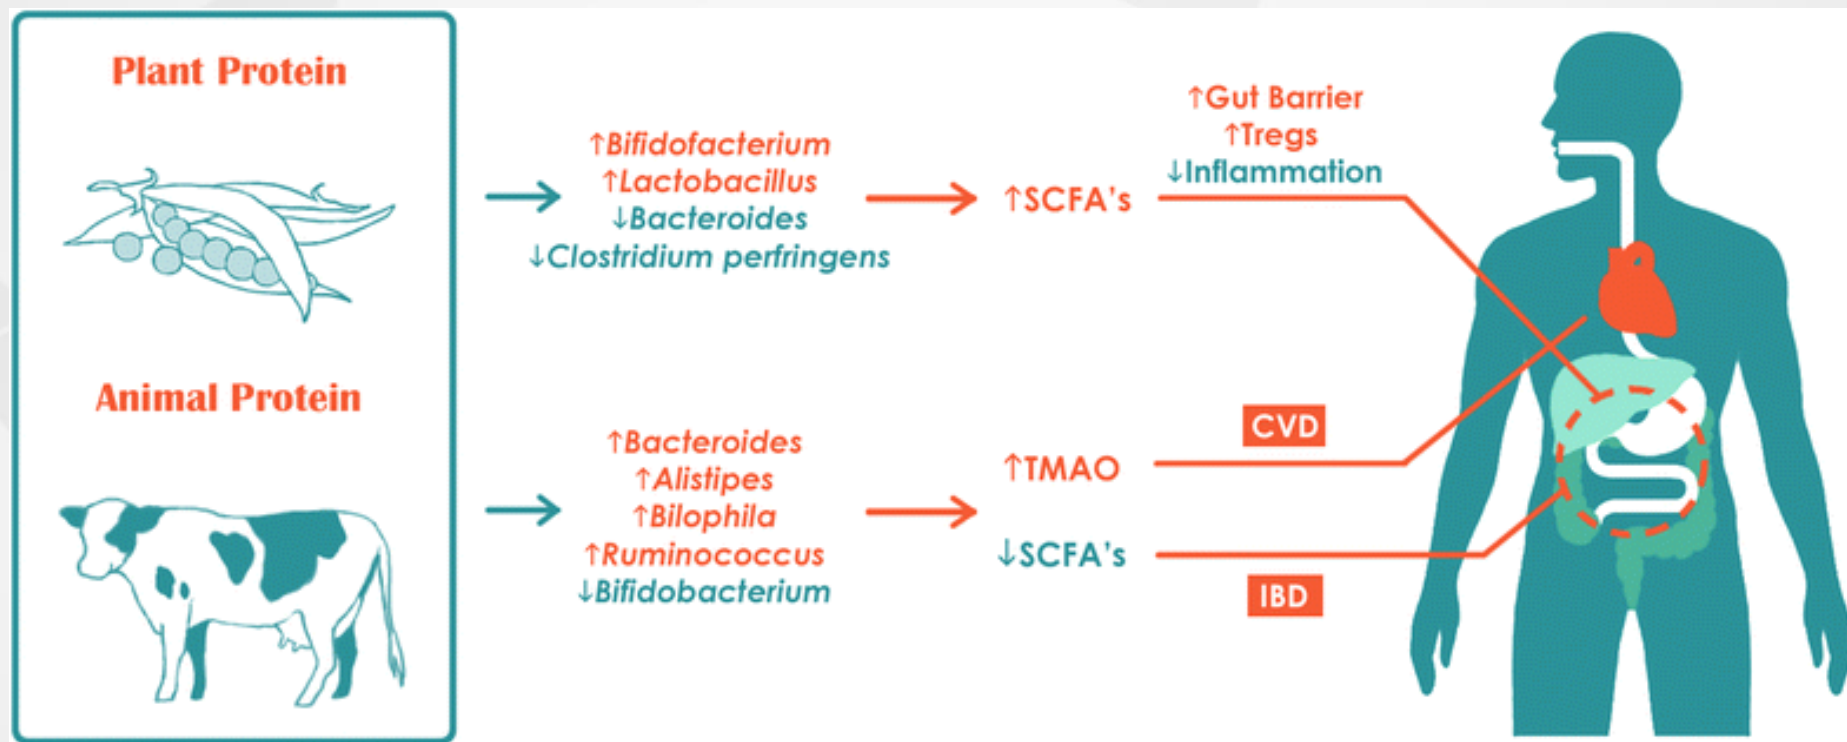 Plant Protein
↑Bifidofacterium
↑Lactobacillus
↓Bacteroides
↓Clostridium perfringens
↑SCFA's
↑Gut Barrier
↑Tregs
↓Inflammation
Animal Protein
↑Bacteroides
↑Alistipes
↑Bilophila
↑Ruminococcus
↓Bifidobacterium
↑TMAO
CVD
↓SCFA's
IBD